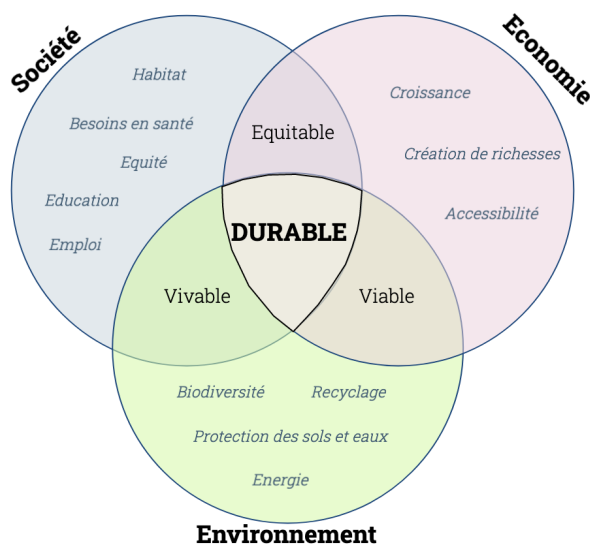 Société
Economie
Habitat
Croissance
Besoins en santé
Equitable
Equité
Création de richesses
Education
Accessibilité
DURABLE
Emploi
Vivable
Viable
Biodiversité
Recyclage
Protection des sols et eaux
Energie
Environnement